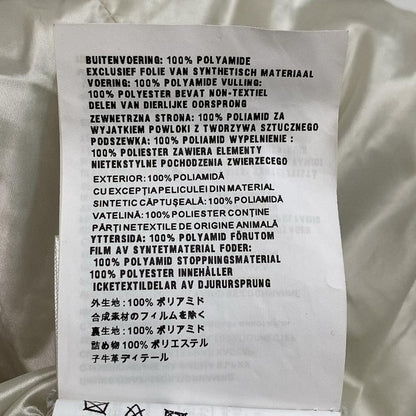 BUITENVOERING: 100% POLYAMIDE
EXCLUSIEF FOLIE VAN SYNTHETISCH MATERIAAL
VOERING: 100% POLYAMIDE VULLING:
100% POLYESTER BEVAT NON-TEXTIEL
DELEN VAN DIERLIJKE OORSPRONG
ZEWNETRZNA STRONA: 100% POLIAMID ZA
WYJATKIEM POWLOKI Z TWORZYWA SZTUCZNEGO
PODSZEWKA: 100% POLIAMID WYPELNIENIE :
100% POLIESTER ZAWIERA ELEMENTY
NIETEKSTYLNE POCHODZENIA ZWIERZECEGO
EXTERIOR: 100% POLIAMIDĂ
CU EXCEPȚIA PELICULEI DIN MATERIAL
SINTETIC CĂPTUȘEALĂ: 100% POLIAMIDĂ
VATELINĂ: 100% POLIESTER CONȚINE
PĂRȚI NETEXTILE DE ORIGINE ANIMALĂ
YTTERSIDA: 100% POLYAMID FÖRUTOM
FILM AV SYNTETMATERIAL FODER:
100% POLYAMID STOPPNINGSMATERIAL
100% POLYESTER INNEHÅLLER
ICKETEXTILDELAR AV DJURURSPRUNG
外生地：100% ポリアミド
合成素材のフィルムを除く
裏生地：100% ポリアミド
詰め物 100% ポリエステル
子牛革ディテール